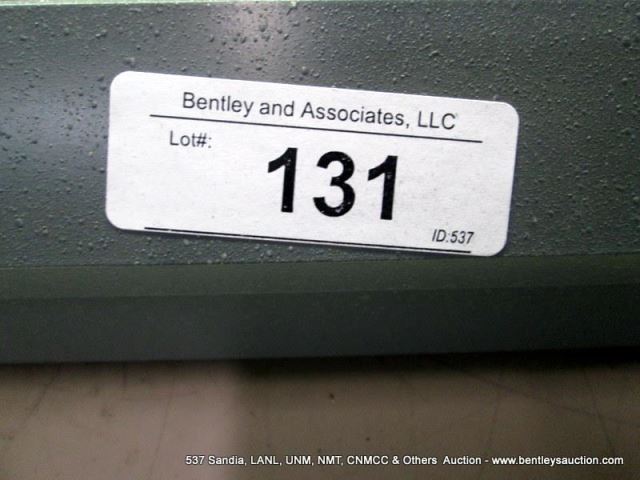 Bentley and Associates, LLC
Lot#:
131
ID:537
537 Sandia, LANL, UNM, NMT, CNMCC & Others Auction - www.bentleysauction.com